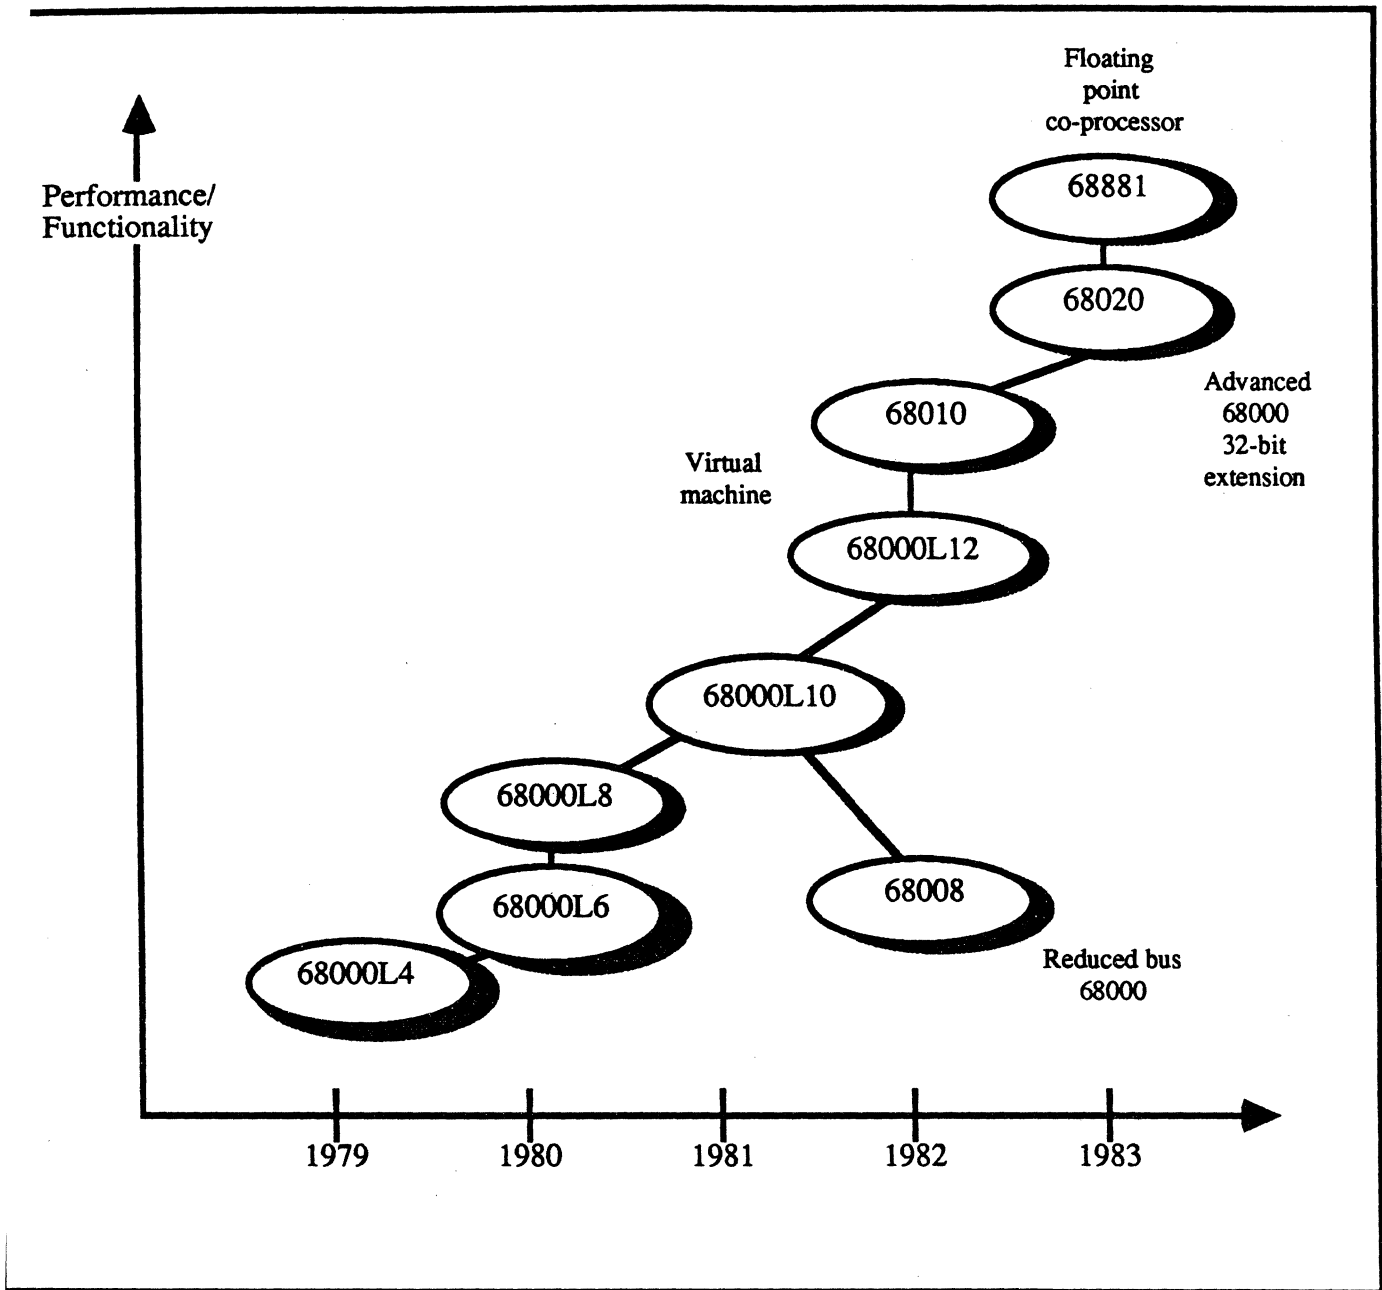 Floating
point
co-processor
68881
Performance/
Functionality
68020
Advanced
68000
32-bit
extension
68010
Virtual
machine
68000L12
68000L10
68000L8
68008
68000L6
Reduced bus
68000
68000L4
1979
1980
1981
1982
1983